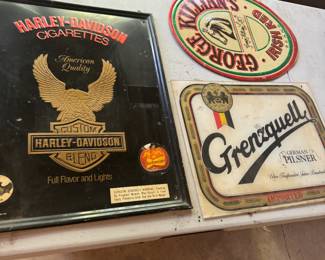 HARLEY-DAVIDSON
CIGARETTES
American
Quality
CUSTOM
HARLEY-DAVIDSON
BLEND
Full Flavor and Lights
GEORGE KILLIAN'S
IRISH RED
Grenzquell
GERMAN
PILSNER
IMPORTED